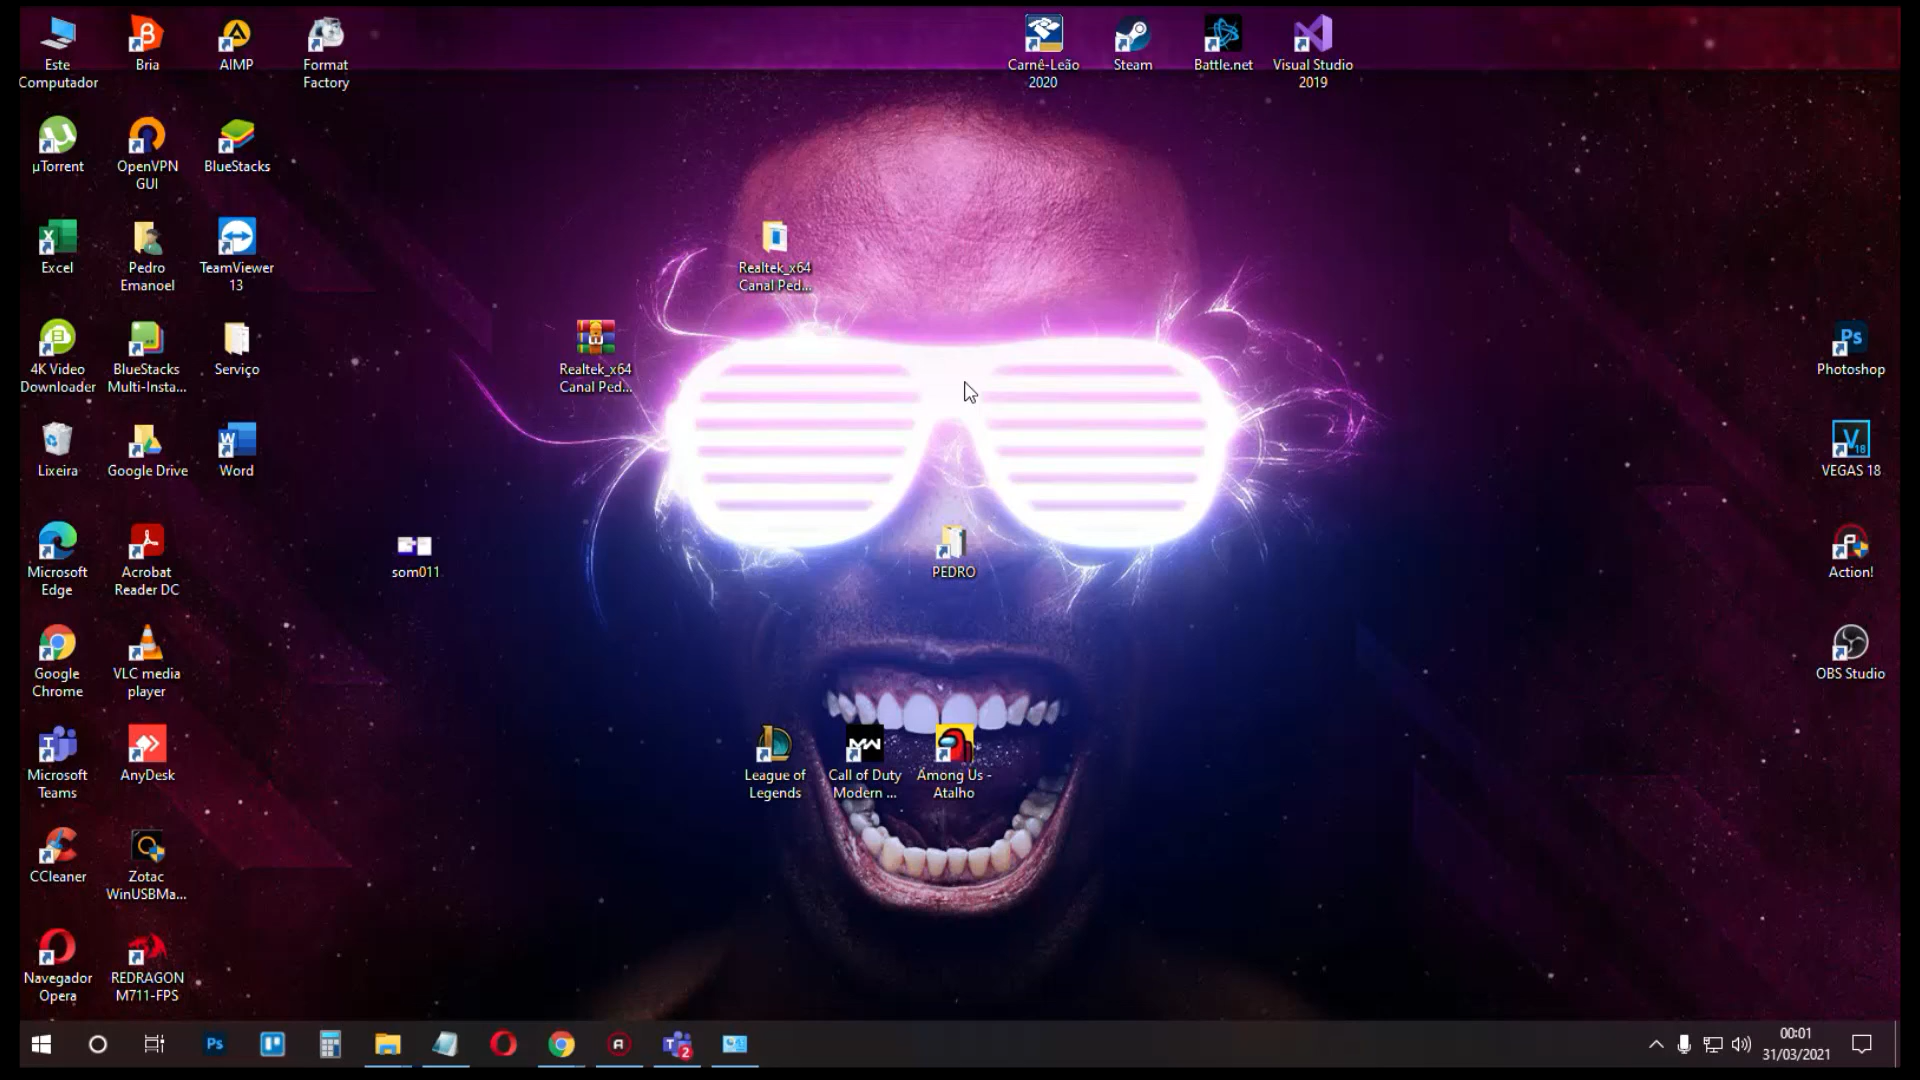 Este
Computador
Bria
AIMP
Format
Factory
Carnê-Leão
2020
Steam
Battle.net
Visual Studio
2019
µTorrent
OpenVPN
GUI
BlueStacks
Excel
Pedro
Emanoel
TeamViewer
13
Realtek_x64
Canal Ped...
4K Video
Downloader
BlueStacks
Multi-Insta...
Serviço
Realtek_x64
Canal Ped...
Photoshop
Lixeira
Google Drive
Word
VEGAS 18
Microsoft
Edge
Acrobat
Reader DC
som011
PEDRO
Action!
Google
Chrome
VLC media
player
OBS Studio
Microsoft
Teams
AnyDesk
League of
Legends
Call of Duty
Modern ...
Among Us -
Atalho
CCleaner
Zotac
WinUSBMa...
Navegador
Opera
REDRAGON
M711-FPS
00:01
31/03/2021